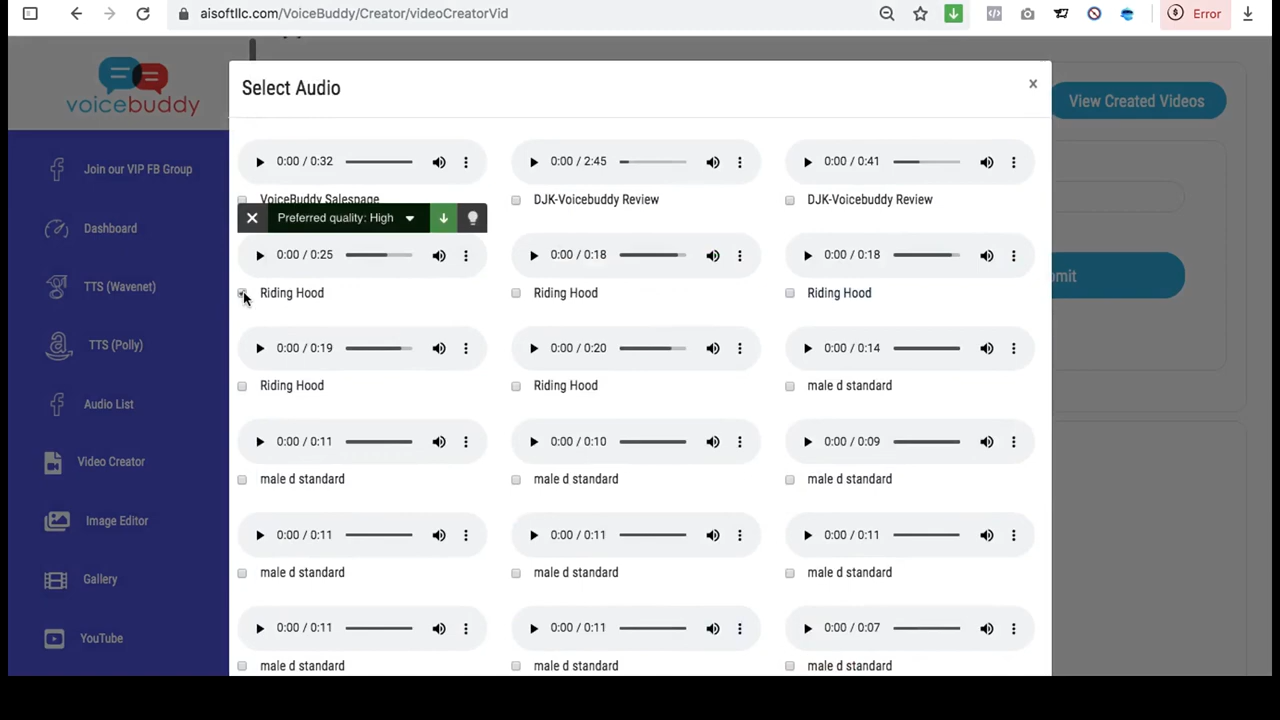 aisoftllc.com/VoiceBuddy/Creator/videoCreatorVid
Error
voicebuddy
Join our VIP FB Group
Dashboard
TTS (Wavenet)
TTS (Polly)
Audio List
Video Creator
Image Editor
Gallery
YouTube
View Created Videos
Select Audio
x
0:00 / 0:32
0:00 / 2:45
0:00 / 0:41
VoiceBuddy Salespage
DJK-Voicebuddy Review
DJK-Voicebuddy Review
Preferred quality: High
0:00 / 0:25
0:00 / 0:18
0:00 / 0:18
Riding Hood
Riding Hood
Riding Hood
0:00 / 0:19
0:00 / 0:20
0:00 / 0:14
Riding Hood
Riding Hood
male d standard
0:00 / 0:11
0:00 / 0:10
0:00 / 0:09
male d standard
male d standard
male d standard
0:00 / 0:11
0:00 / 0:11
0:00 / 0:11
male d standard
male d standard
male d standard
0:00 / 0:11
0:00 / 0:11
0:00 / 0:07
male d standard
male d standard
male d standard